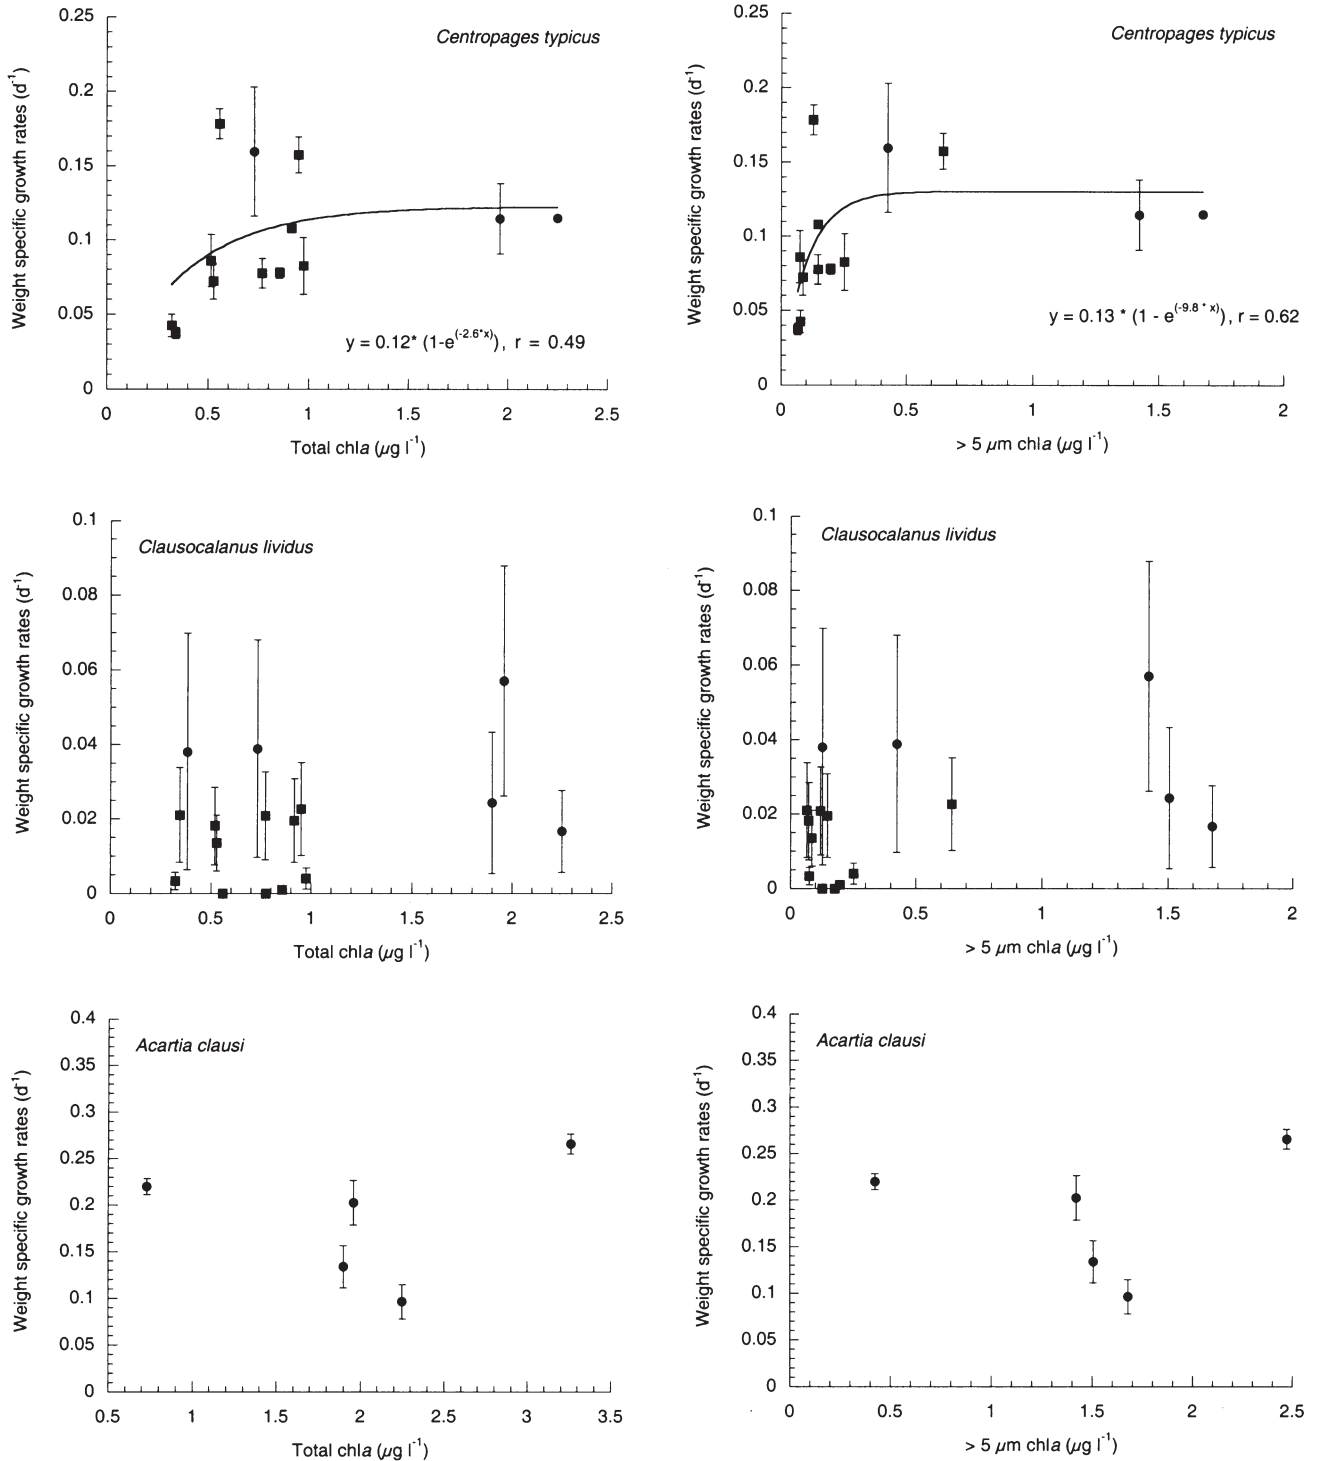 0.25
Centropages typicus
0.2
0.15
0.1
0.05
0
Weight specific growth rates (d-1)
y = 0.12* (1-e(-2.6*x)), r = 0.49
0 0.5 1 1.5 2 2.5
Total chla (µg l-1)
0.25
Centropages typicus
0.2
0.15
0.1
0.05
0
Weight specific growth rates (d-1)
y = 0.13 * (1 - e(-9.8 * x)), r = 0.62
0 0.5 1 1.5 2
> 5 µm chla (µg l-1)
0.1
Clausocalanus lividus
0.08
0.06
0.04
0.02
0
Weight specific growth rates (d-1)
0 0.5 1 1.5 2 2.5
Total chla (µg l-1)
0.1
Clausocalanus lividus
0.08
0.06
0.04
0.02
0
Weight specific growth rates (d-1)
0 0.5 1 1.5 2
> 5 µm chla (µg l-1)
0.4
Acartia clausi
0.35
0.3
0.25
0.2
0.15
0.1
0.05
0
Weight specific growth rates (d-1)
0.5 1 1.5 2 2.5 3 3.5
Total chla (µg l-1)
0.4
Acartia clausi
0.35
0.3
0.25
0.2
0.15
0.1
0.05
0
Weight specific growth rates (d-1)
0 0.5 1 1.5 2 2.5
> 5 µm chla (µg l-1)